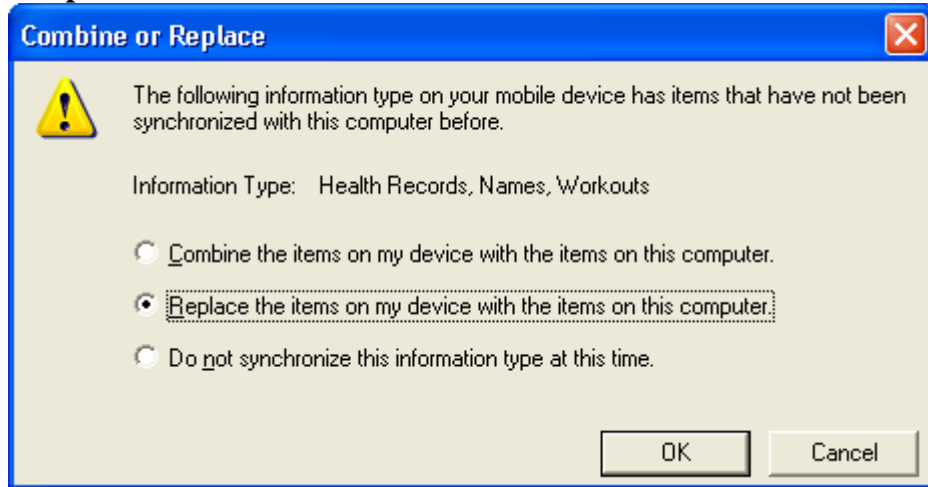 Combine or Replace
The following information type on your mobile device has items that have not been
synchronized with this computer before.
Information Type: Health Records, Names, Workouts
Combine the items on my device with the items on this computer.
Replace the items on my device with the items on this computer.
Do not synchronize this information type at this time.
OK Cancel